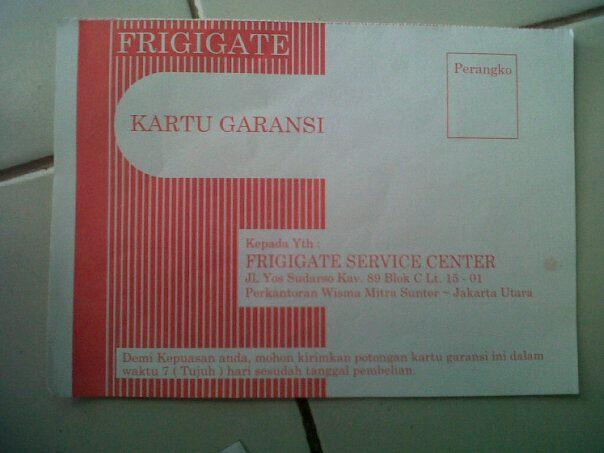 FRIGIGATE
Perangko
KARTU GARANSI
Kepada Yth :
FRIGIGATE SERVICE CENTER
JL Yos Sudarso Kav. 89 Blok C Lt. 15 - 01
Perkantoran Wisma Mitra Sunter ~ Jakarta Utara
Demi Kepuasan anda, mohon kirimkan potongan kartu garansi ini dalam
waktu 7 ( Tujuh ) hari sesudah tanggal pembelian